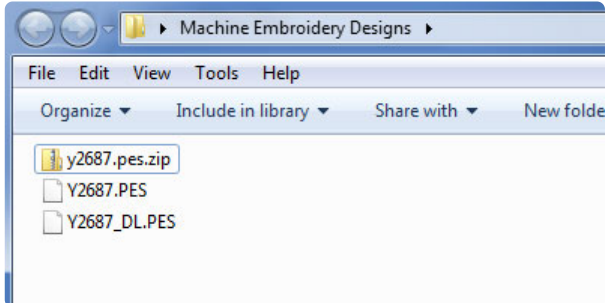 Machine Embroidery Designs
File Edit View Tools Help
Organize Include in library Share with New folde
y2687.pes.zip
Y2687.PES
Y2687_DL.PES